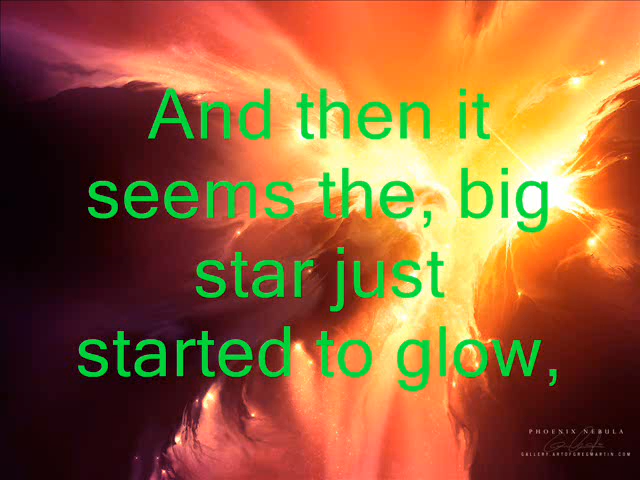 And then it
seems the, big
star just
started to glow,
PHOENIX NEBULA
GALLERY.ARTOFGREGMARTIN.COM